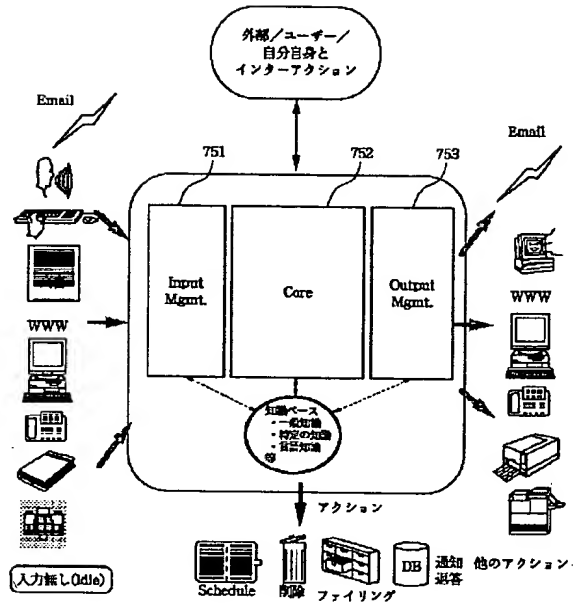 外部／ユーザー／
自分自身と
インターアクション
Email
Email
751
752
753
Input
Mgmt.
Core
Output
Mgmt.
WWW
WWW
知識ベース
・一般知識
・特定の知識
・言語知識
等
アクション
Schedule
削除
ファイリング
DB
通知
返答
他のアクション・
入力無し(Idle)